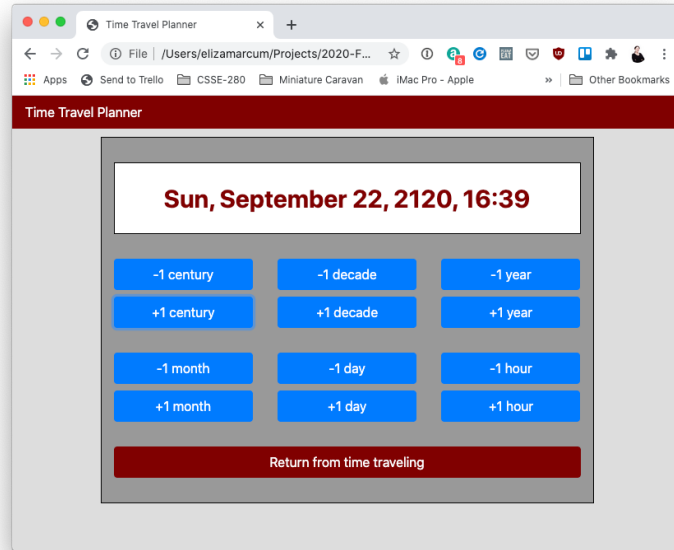 Time Travel Planner
File | /Users/elizamarcum/Projects/2020-F...
8
Apps Send to Trello CSSE-280 Miniature Caravan iMac Pro - Apple » Other Bookmarks
Time Travel Planner
Sun, September 22, 2120, 16:39
-1 century -1 decade -1 year
+1 century +1 decade +1 year
-1 month -1 day -1 hour
+1 month +1 day +1 hour
Return from time traveling